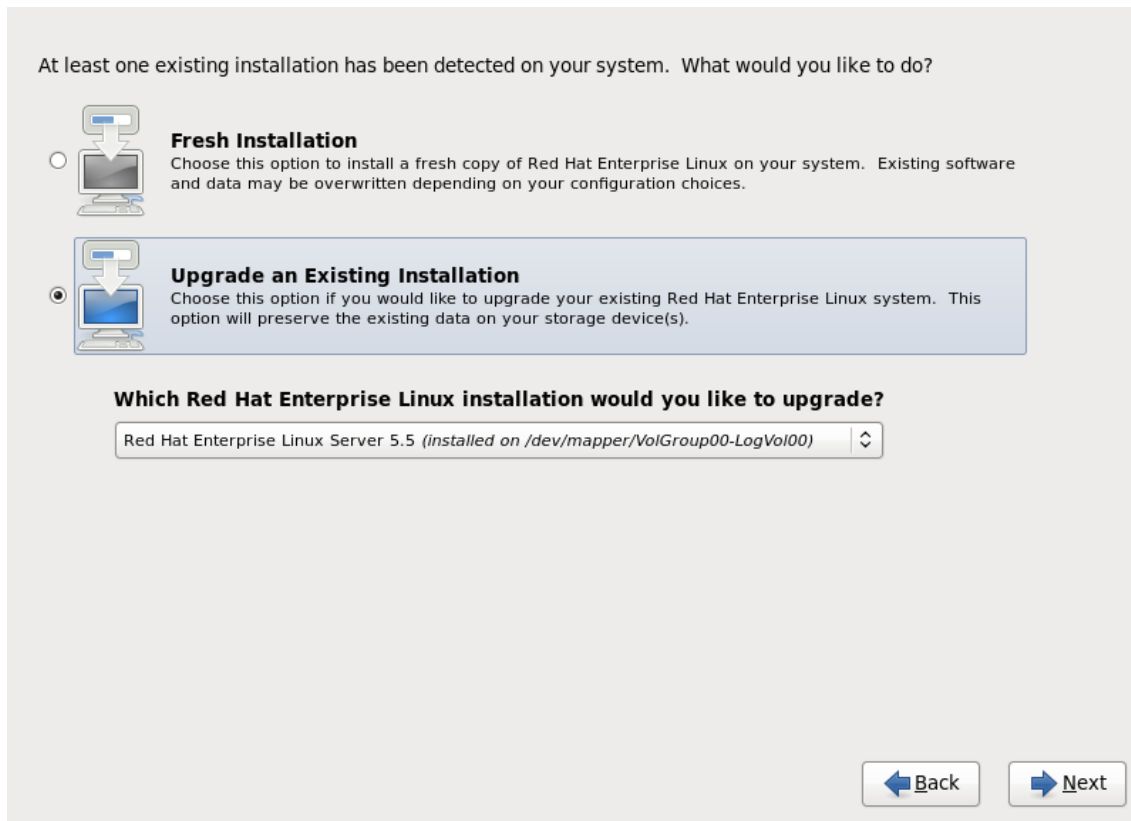 At least one existing installation has been detected on your system.  What would you like to do?
Fresh Installation
Choose this option to install a fresh copy of Red Hat Enterprise Linux on your system.  Existing software
and data may be overwritten depending on your configuration choices.
Upgrade an Existing Installation
Choose this option if you would like to upgrade your existing Red Hat Enterprise Linux system.  This
option will preserve the existing data on your storage device(s).
Which Red Hat Enterprise Linux installation would you like to upgrade?
Red Hat Enterprise Linux Server 5.5 (installed on /dev/mapper/VolGroup00-LogVol00)
Back
Next